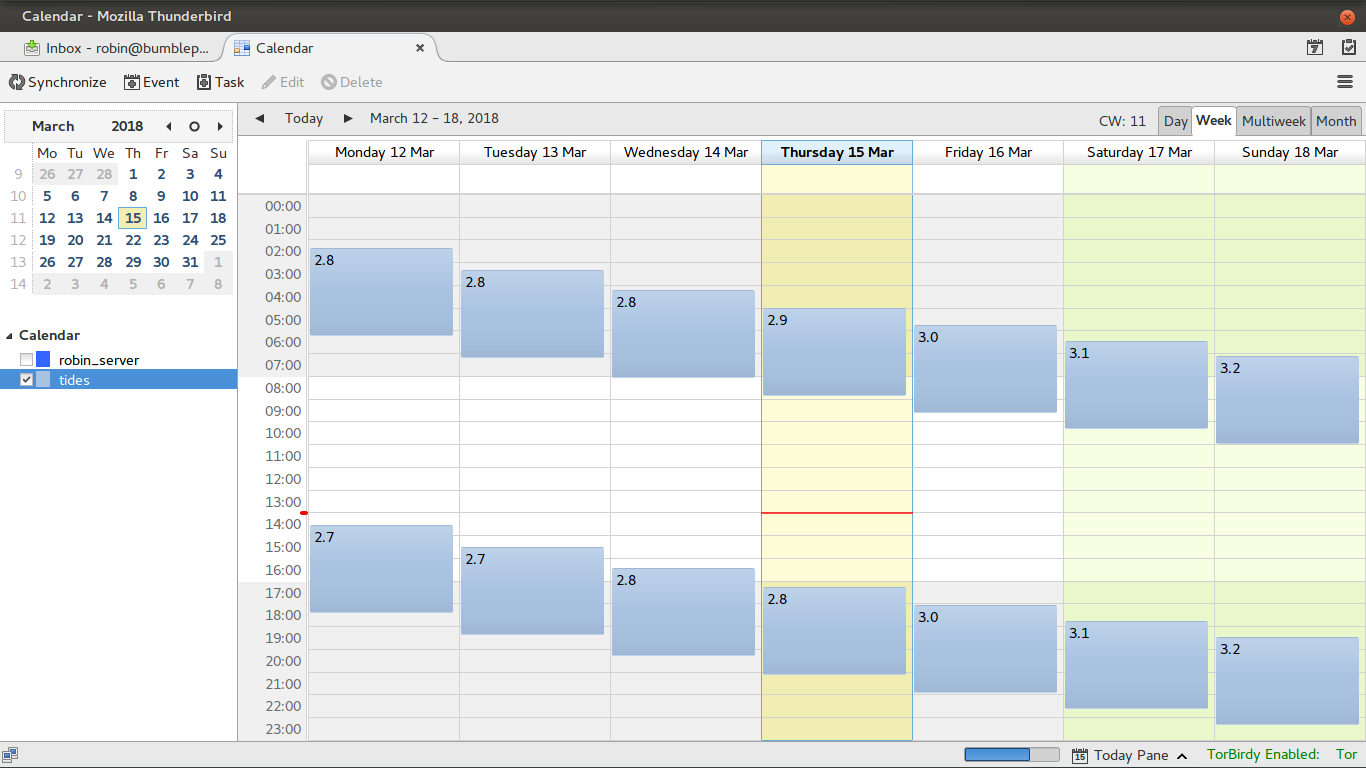 Calendar - Mozilla Thunderbird
Inbox - robin@bumblep...
Calendar
7
Synchronize Event Task Edit Delete
March 2018
Today March 12 – 18, 2018 CW: 11 Day Week Multiweek Month
Mo Tu We Th Fr Sa Su
9 26 27 28 1 2 3 4
10 5 6 7 8 9 10 11
11 12 13 14 15 16 17 18
12 19 20 21 22 23 24 25
13 26 27 28 29 30 31 1
14 2 3 4 5 6 7 8
Calendar
robin_server
tides
Monday 12 Mar Tuesday 13 Mar Wednesday 14 Mar Thursday 15 Mar Friday 16 Mar Saturday 17 Mar Sunday 18 Mar
00:00
01:00
02:00
2.8
03:00
2.8
04:00
2.8
05:00
2.9
06:00
3.0
3.1
07:00
3.2
08:00
09:00
10:00
11:00
12:00
13:00
14:00
2.7
15:00
2.7
16:00
2.8
17:00
2.8
18:00
3.0
3.1
19:00
3.2
20:00
21:00
22:00
23:00
15 Today Pane TorBirdy Enabled: Tor